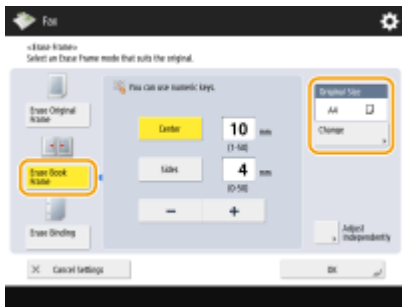 Fax
<Erase Frame>
Select an Erase Frame mode that suits the original.
You can use numeric keys.
Original Size
A4
Change
Erase Original
Frame
Center
10 mm
(1-50)
Erase Book
Frame
Sides
4 mm
(0-50)
−
+
Erase Binding
Adjust
Independently
× Cancel Settings
OK